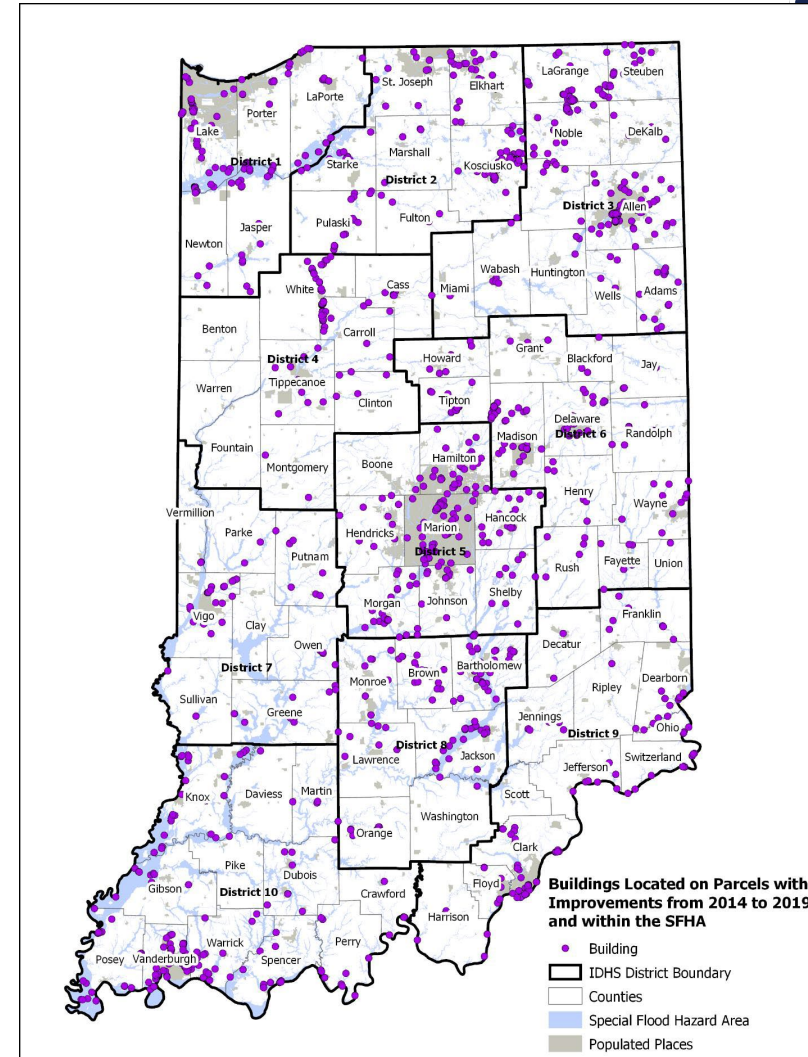 LaGrange
Steuben
St. Joseph
Elkhart
LaPorte
Porter
Lake
Noble
DeKalb
District 1
Starke
Marshall
Kosciusko
District 2
District 3
Allen
Pulaski
Fulton
Jasper
Newton
Wabash
Huntington
White
Cass
Miami
Wells
Adams
Benton
Carroll
Grant
Howard
Blackford
Jay
District 4
Tippecanoe
Warren
Clinton
Tipton
Delaware
District 6
Madison
Randolph
Fountain
Hamilton
Boone
Montgomery
Henry
Wayne
Vermillion
Hancock
Marion
Parke
Hendricks
District 5
Putnam
Rush
Fayette
Union
Shelby
Morgan
Johnson
Vigo
Clay
Franklin
Owen
Decatur
District 7
Brown
Bartholomew
Monroe
Dearborn
Ripley
Sullivan
Greene
Jennings
Ohio
District 9
District 8
Jackson
Lawrence
Switzerland
Jefferson
Knox
Daviess
Martin
Scott
Washington
Orange
Clark
Pike
Dubois
Gibson
District 10
Crawford
Floyd
Harrison
Warrick
Perry
Posey
Vanderburgh
Spencer
Buildings Located on Parcels with
Improvements from 2014 to 2019
and within the SFHA
Building
IDHS District Boundary
Counties
Special Flood Hazard Area
Populated Places